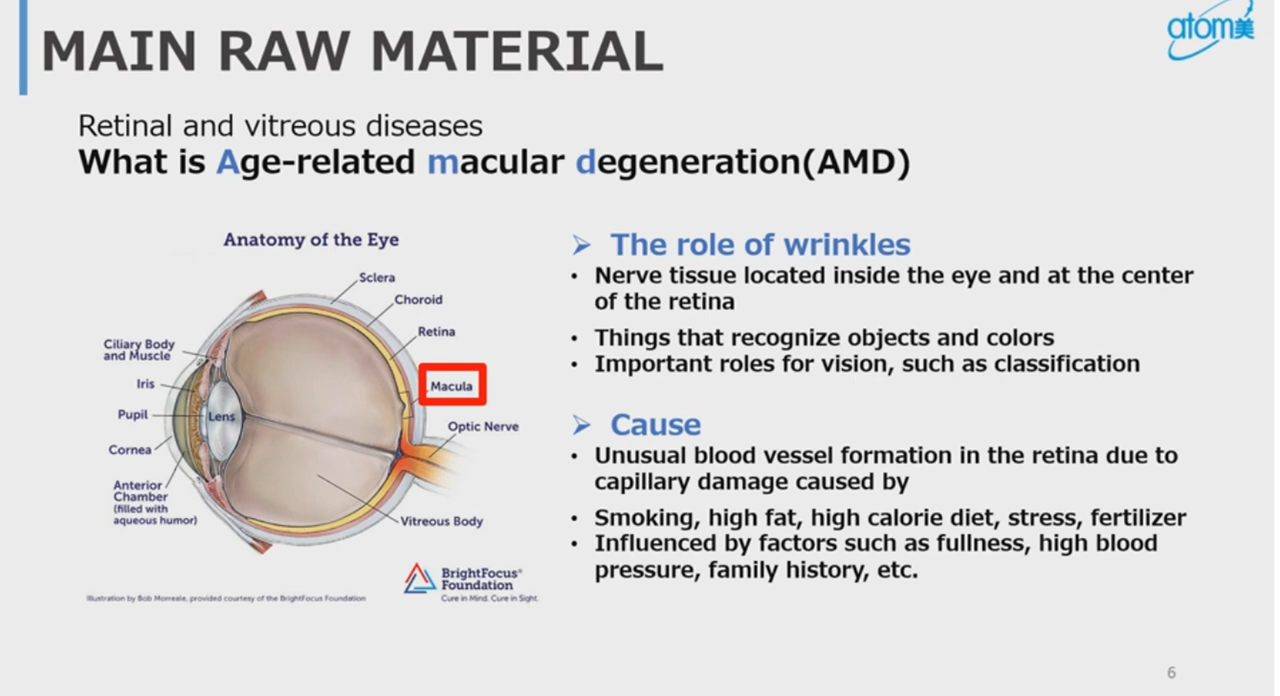 MAIN RAW MATERIAL
atom美
Retinal and vitreous diseases
What is Age-related macular degeneration(AMD)
Anatomy of the Eye
Sclera
Choroid
Retina
Macula
Optic Nerve
Vitreous Body
Ciliary Body
and Muscle
Iris
Pupil
Lens
Cornea
Anterior
Chamber
(filled with
aqueous humor)
BrightFocus®
Foundation
Cure in Mind. Cure in Sight.
Illustration by Bob Morreale, provided courtesy of the BrightFocus Foundation
➢ The role of wrinkles
• Nerve tissue located inside the eye and at the center
of the retina
• Things that recognize objects and colors
• Important roles for vision, such as classification
➢ Cause
• Unusual blood vessel formation in the retina due to
capillary damage caused by
• Smoking, high fat, high calorie diet, stress, fertilizer
• Influenced by factors such as fullness, high blood
pressure, family history, etc.
6